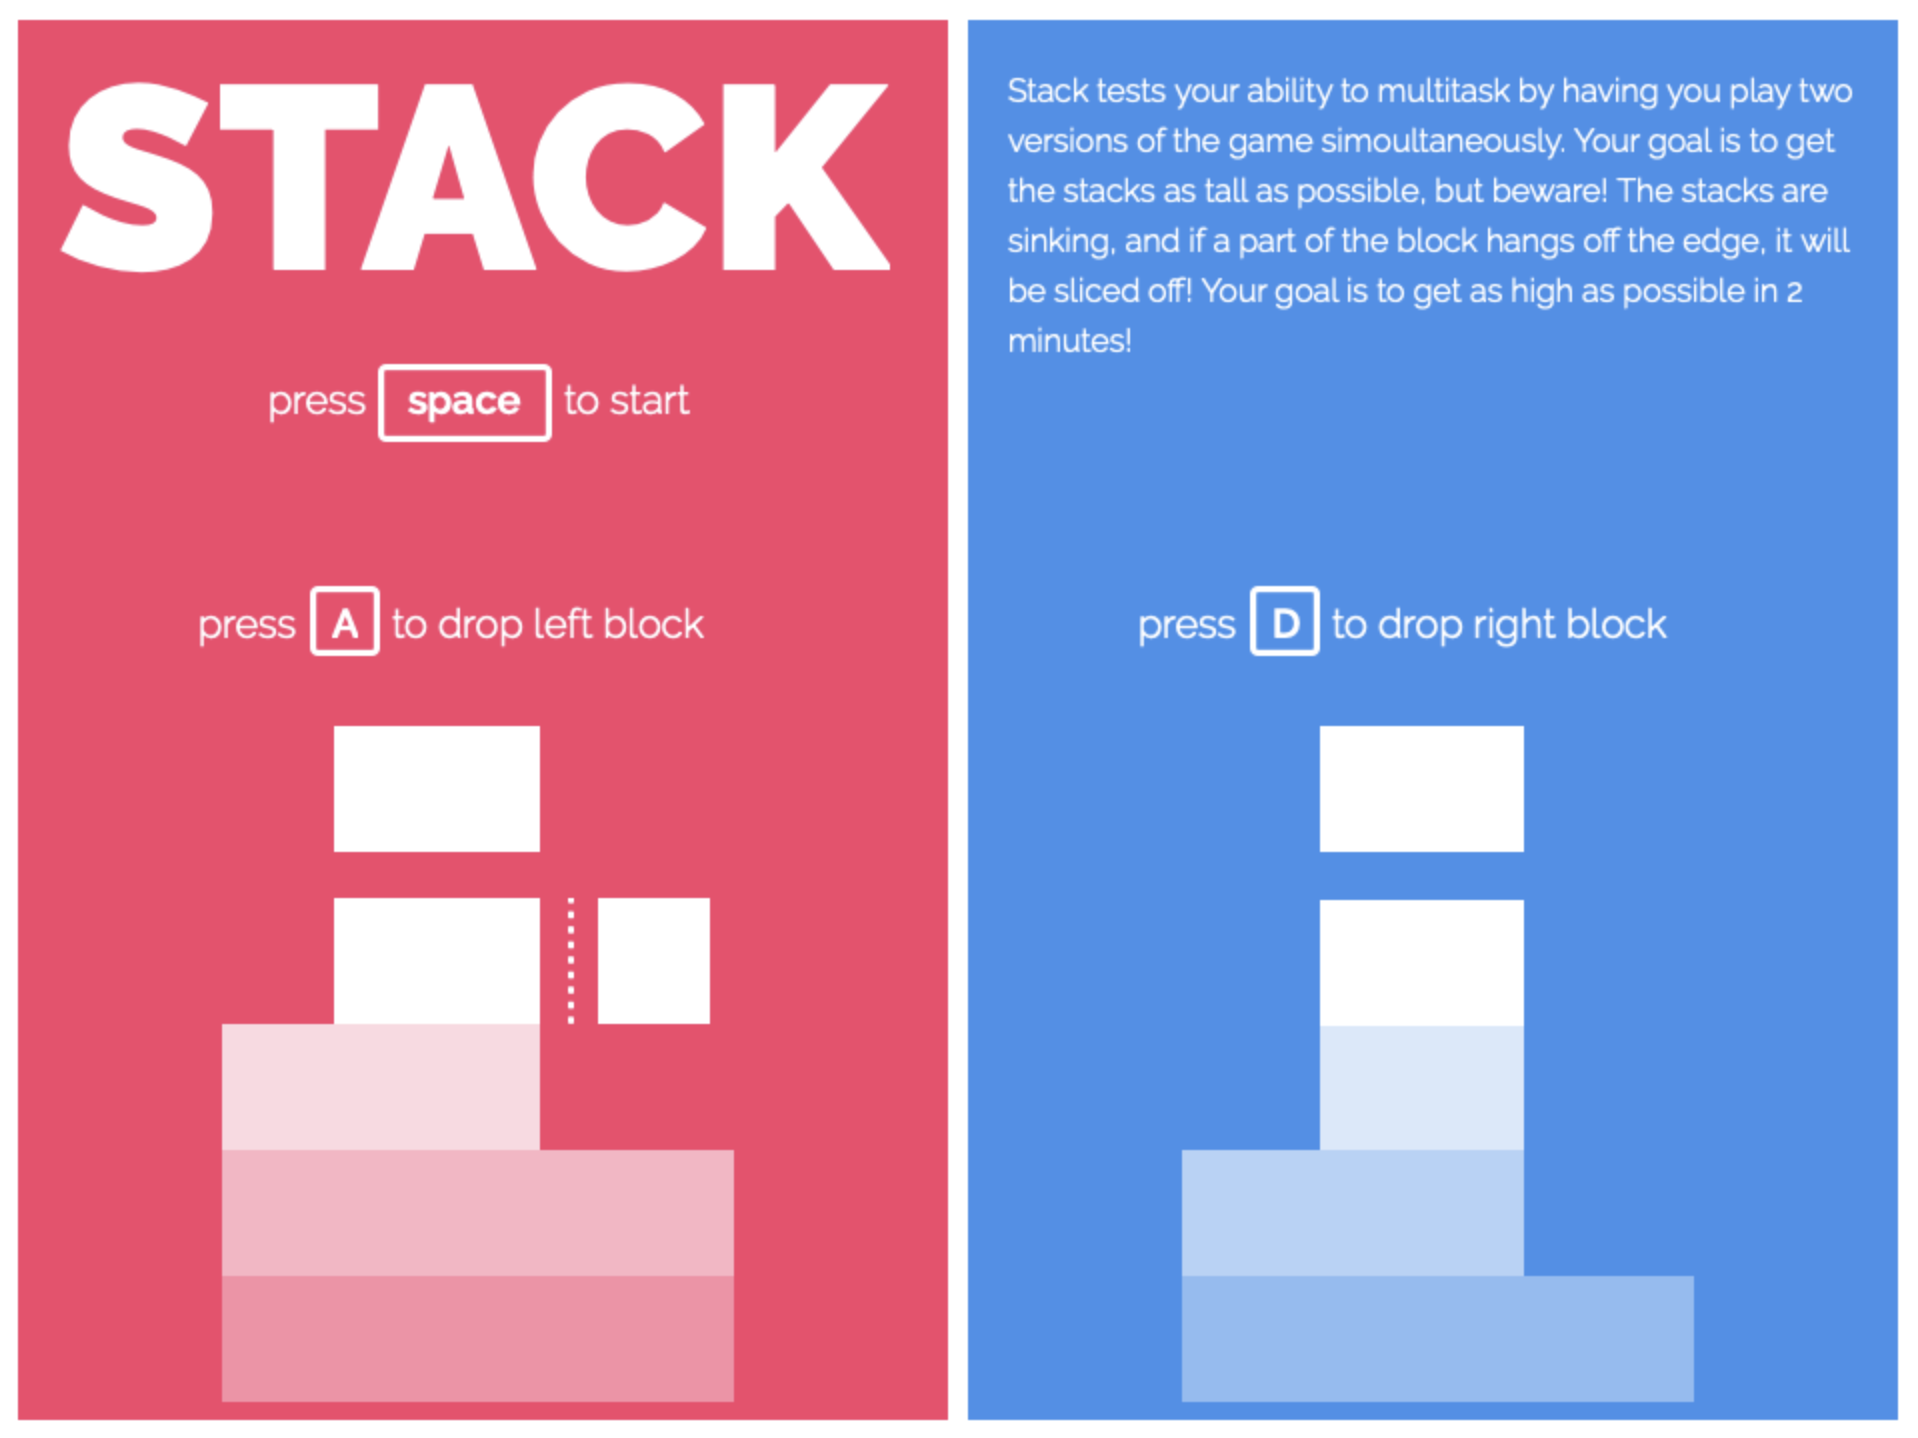 STACK
press space to start
press A to drop left block
Stack tests your ability to multitask by having you play two
versions of the game simoultaneously. Your goal is to get
the stacks as tall as possible, but beware! The stacks are
sinking, and if a part of the block hangs off the edge, it will
be sliced off! Your goal is to get as high as possible in 2
minutes!
press D to drop right block